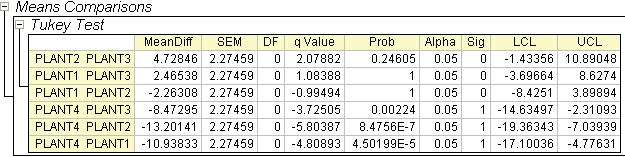 Means Comparisons
Tukey Test
MeanDiff SEM DF q Value Prob Alpha Sig LCL UCL
PLANT2 PLANT3 4.72846 2.27459 0 2.07882 0.24605 0.05 0 -1.43356 10.89048
PLANT1 PLANT3 2.46538 2.27459 0 1.08388 1 0.05 0 -3.69664 8.6274
PLANT1 PLANT2 -2.26308 2.27459 0 -0.99494 1 0.05 0 -8.4251 3.89894
PLANT4 PLANT3 -8.47295 2.27459 0 -3.72505 0.00224 0.05 1 -14.63497 -2.31093
PLANT4 PLANT2 -13.20141 2.27459 0 -5.80387 8.4756E-7 0.05 1 -19.36343 -7.03939
PLANT4 PLANT1 -10.93833 2.27459 0 -4.80893 4.50199E-5 0.05 1 -17.10036 -4.77631